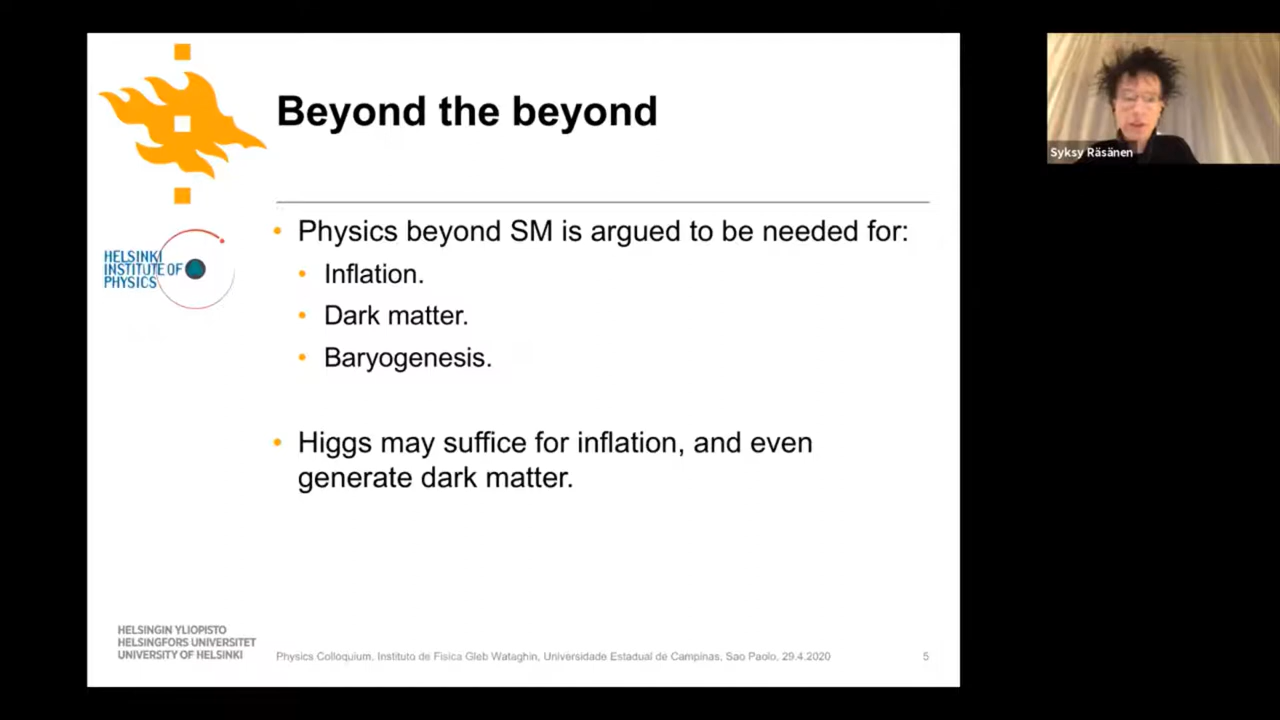 Beyond the beyond
Syksy Räsänen
• Physics beyond SM is argued to be needed for:
• Inflation.
• Dark matter.
• Baryogenesis.
• Higgs may suffice for inflation, and even
generate dark matter.
HELSINKI
INSTITUTE OF
PHYSICS
HELSINGIN YLIOPISTO
HELSINGFORS UNIVERSITET
UNIVERSITY OF HELSINKI
Physics Colloquium, Instituto de Fisica Gleb Wataghin, Universidade Estadual de Campinas, Sao Paolo, 29.4.2020
5